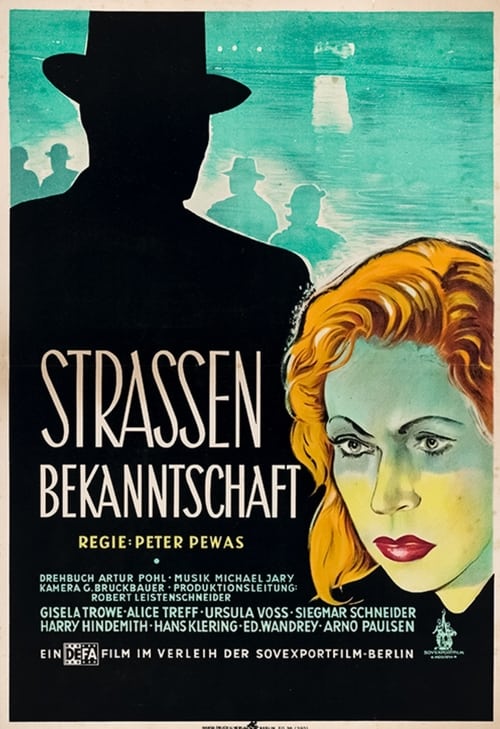 STRASSEN
BEKANNTSCHAFT
REGIE: PETER PEWAS
DREHBUCH ARTUR POHL · MUSIK MICHAEL JARY
KAMERA G. BRUCKBAUER · PRODUKTIONSLEITUNG:
ROBERT LEISTENSCHNEIDER
GISELA TROWE · ALICE TREFF · URSULA VOSS · SIEGMAR SCHNEIDER
HARRY HINDEMITH · HANS KLERING · ED. WANDREY · ARNO PAULSEN
SOVEXPORTFILM
EIN DEFA FILM IM VERLEIH DER SOVEXPORTFILM-BERLIN